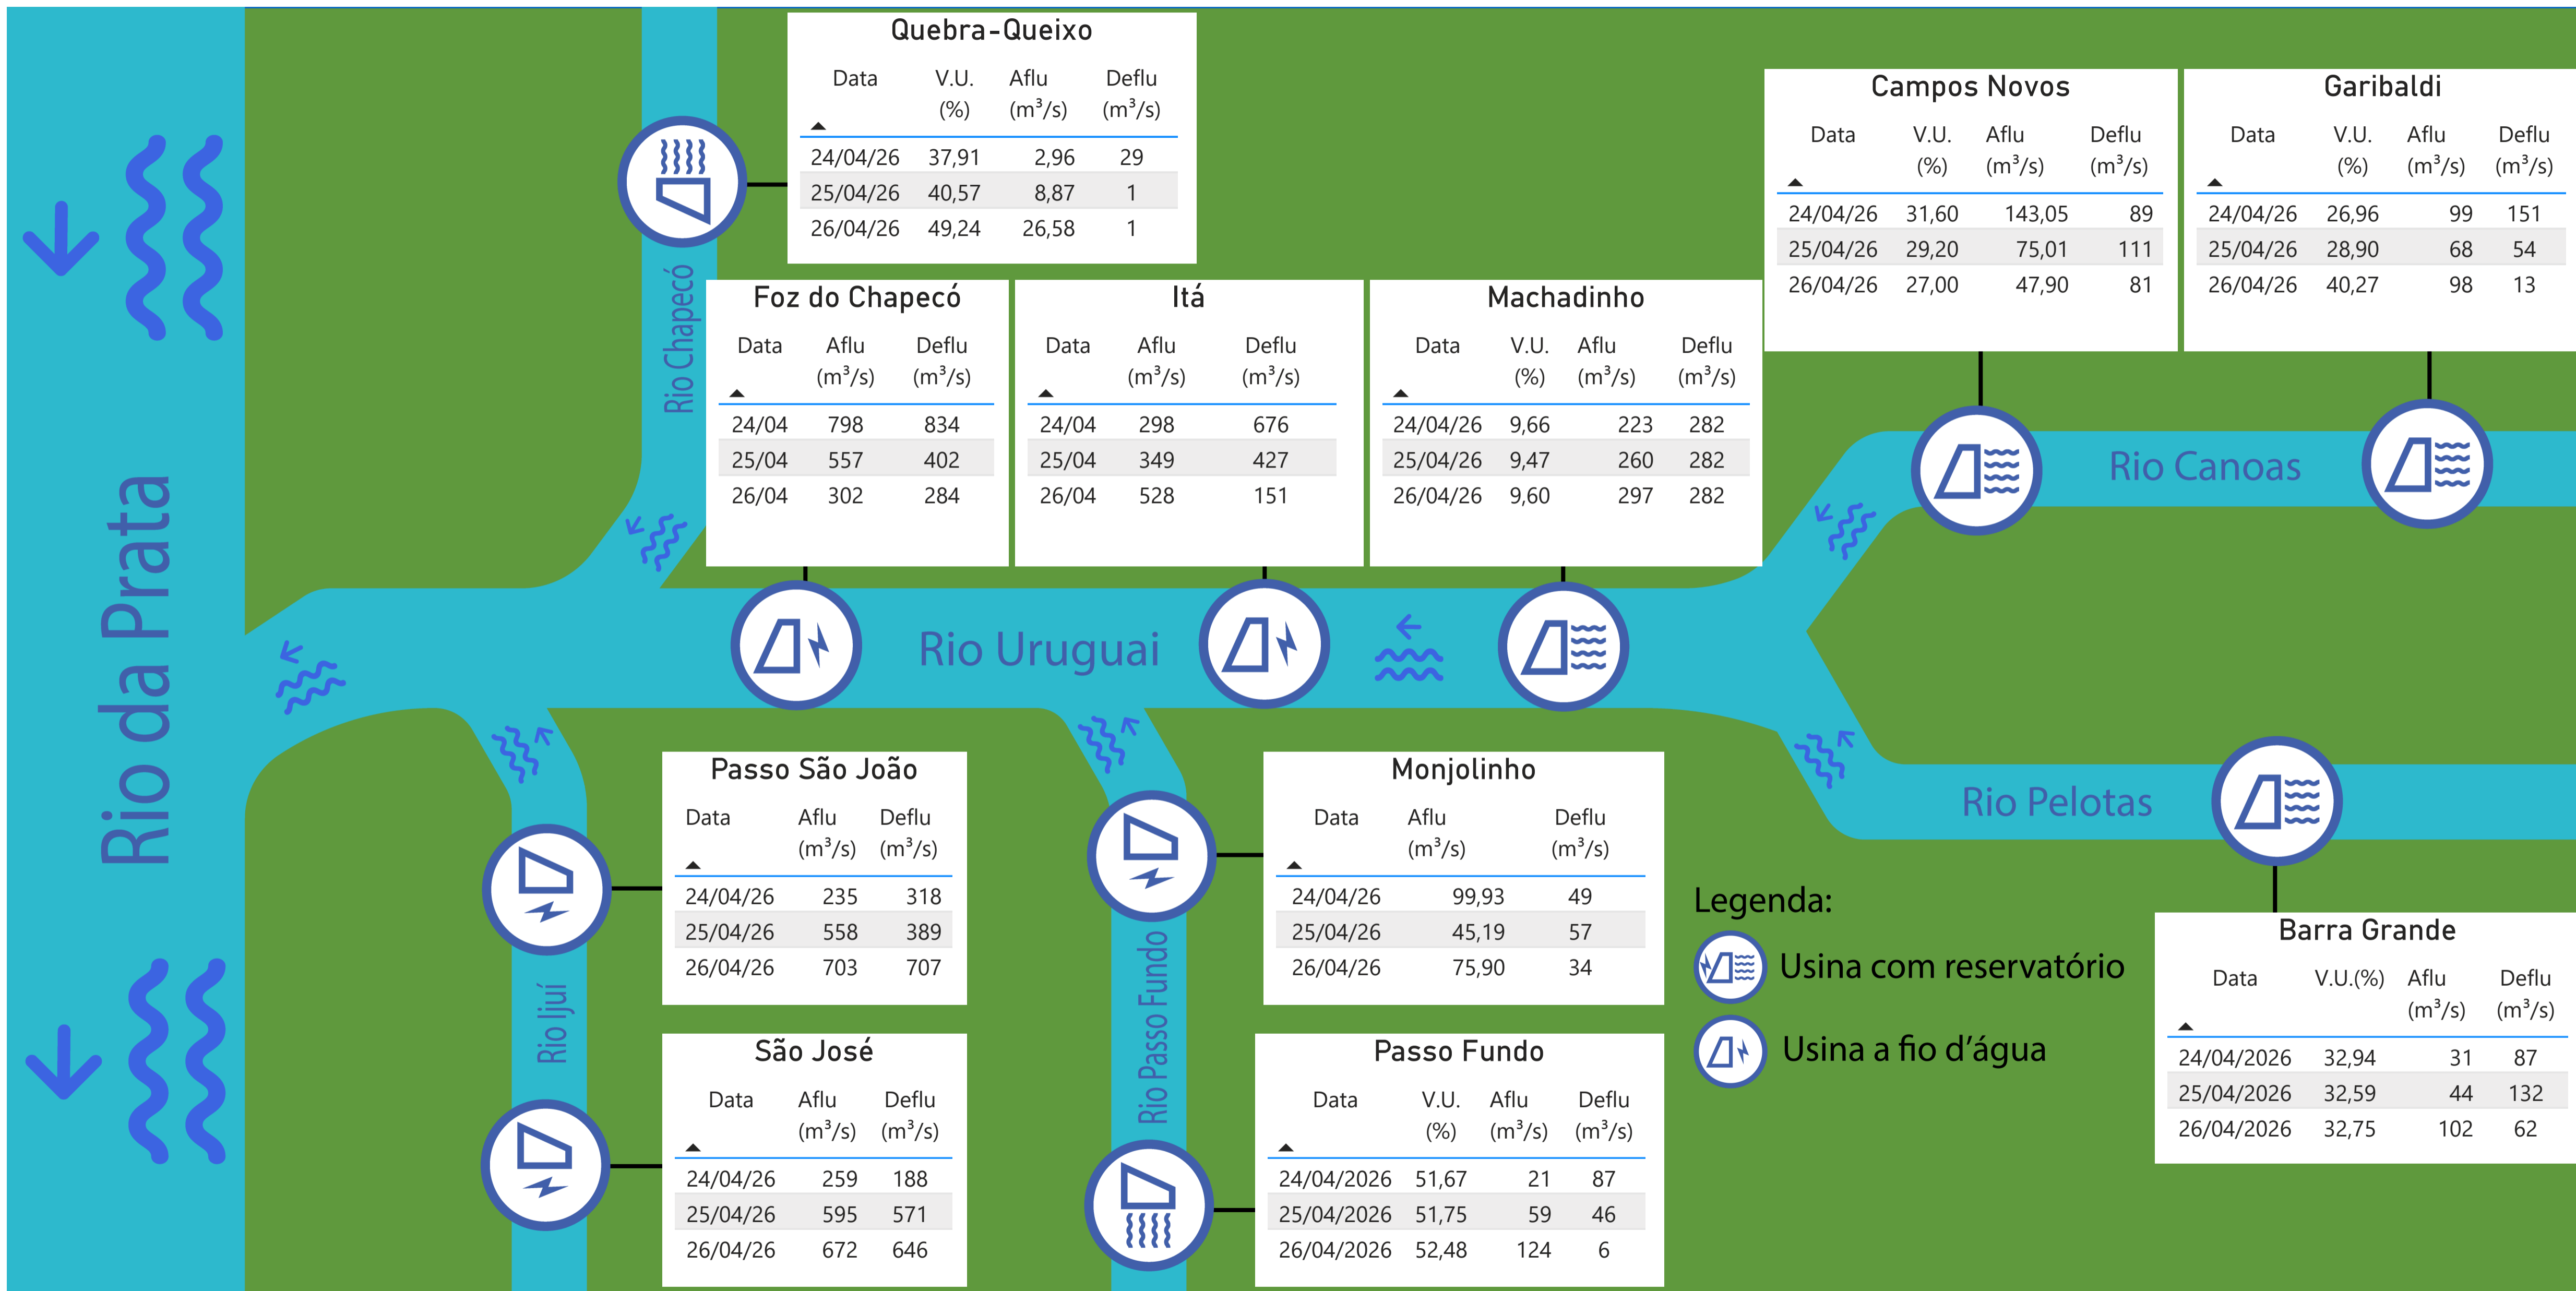 Rio da Prata
Quebra-Queixo
Data V.U. Aflu Deflu
(%) (m³/s) (m³/s)
24/04/26 37,91 2,96 29
25/04/26 40,57 8,87 1
26/04/26 49,24 26,58 1
Rio Chapecó
Campos Novos
Data V.U. Aflu Deflu
(%) (m³/s) (m³/s)
24/04/26 31,60 143,05 89
25/04/26 29,20 75,01 111
26/04/26 27,00 47,90 81
Garibaldi
Data V.U. Aflu Deflu
(%) (m³/s) (m³/s)
24/04/26 26,96 99 151
25/04/26 28,90 68 54
26/04/26 40,27 98 13
Foz do Chapecó
Data Aflu Deflu
(m³/s) (m³/s)
24/04 798 834
25/04 557 402
26/04 302 284
Itá
Data Aflu Deflu
(m³/s) (m³/s)
24/04 298 676
25/04 349 427
26/04 528 151
Machadinho
Data V.U. Aflu Deflu
(%) (m³/s) (m³/s)
24/04/26 9,66 223 282
25/04/26 9,47 260 282
26/04/26 9,60 297 282
Rio Canoas
Rio Uruguai
Rio Pelotas
Passo São João
Data Aflu Deflu
(m³/s) (m³/s)
24/04/26 235 318
25/04/26 558 389
26/04/26 703 707
Rio Ijuí
São José
Data Aflu Deflu
(m³/s) (m³/s)
24/04/26 259 188
25/04/26 595 571
26/04/26 672 646
Monjolinho
Data Aflu Deflu
(m³/s) (m³/s)
24/04/26 99,93 49
25/04/26 45,19 57
26/04/26 75,90 34
Rio Passo Fundo
Passo Fundo
Data V.U. Aflu Deflu
(%) (m³/s) (m³/s)
24/04/2026 51,67 21 87
25/04/2026 51,75 59 46
26/04/2026 52,48 124 6
Legenda:
Usina com reservatório
Usina a fio d'água
Barra Grande
Data V.U.(%) Aflu Deflu
(m³/s) (m³/s)
24/04/2026 32,94 31 87
25/04/2026 32,59 44 132
26/04/2026 32,75 102 62